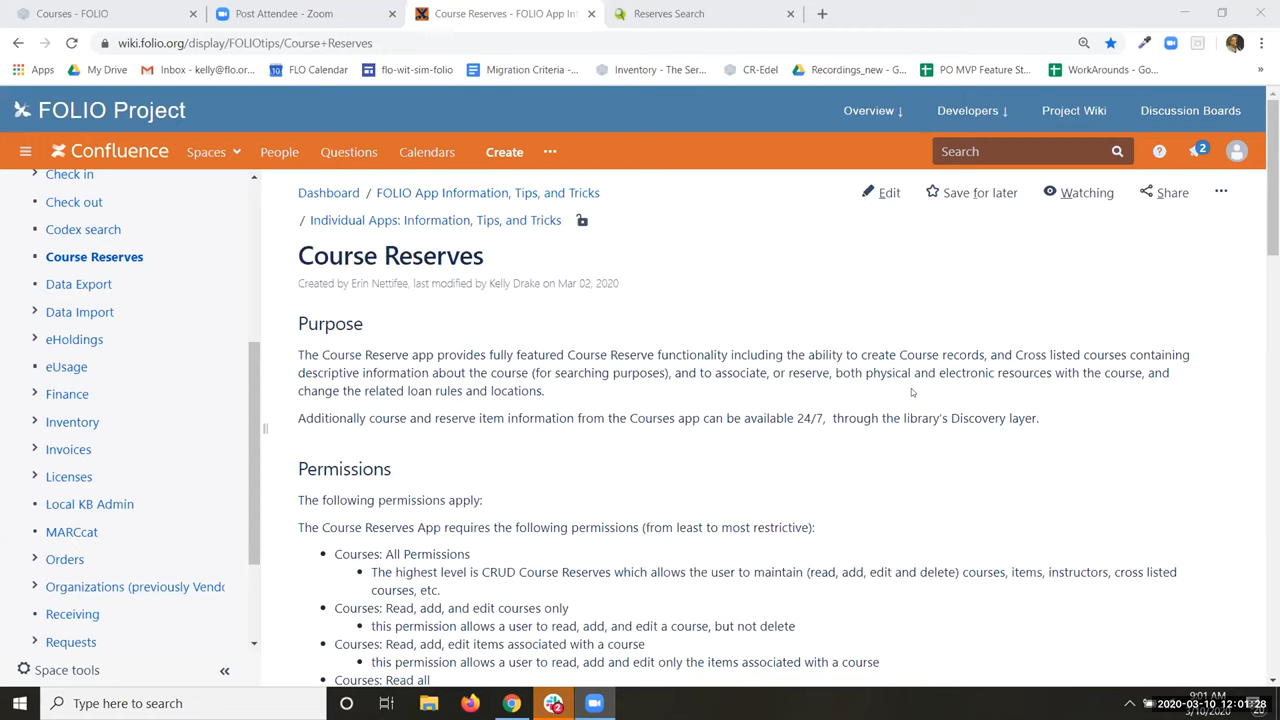 Courses - FOLIO
Post Attendee - Zoom
Course Reserves - FOLIO App Inf
Reserves Search
wiki.folio.org/display/FOLIOtips/Course+Reserves
Apps
My Drive
Inbox - kelly@flo.or...
FLO Calendar
flo-wit-sim-folio
Migration Criteria -...
Inventory - The Ser...
CR-Edel
Recordings_new - G...
PO MVP Feature St...
WorkArounds - Go...
»
FOLIO Project
Overview ↓
Developers ↓
Project Wiki
Discussion Boards
Confluence
Spaces
People
Questions
Calendars
Create
Search
2
Check in
Check out
Codex search
Course Reserves
Data Export
Data Import
eHoldings
eUsage
Finance
Inventory
Invoices
Licenses
Local KB Admin
MARCcat
Orders
Organizations (previously Vendo
Receiving
Requests
Space tools
Dashboard / FOLIO App Information, Tips, and Tricks
/ Individual Apps: Information, Tips, and Tricks
Edit
Save for later
Watching
Share
Course Reserves
Created by Erin Nettifee, last modified by Kelly Drake on Mar 02, 2020
Purpose
The Course Reserve app provides fully featured Course Reserve functionality including the ability to create Course records, and Cross listed courses containing
descriptive information about the course (for searching purposes), and to associate, or reserve, both physical and electronic resources with the course, and
change the related loan rules and locations.
Additionally course and reserve item information from the Courses app can be available 24/7, through the library's Discovery layer.
Permissions
The following permissions apply:
The Course Reserves App requires the following permissions (from least to most restrictive):
Courses: All Permissions
The highest level is CRUD Course Reserves which allows the user to maintain (read, add, edit and delete) courses, items, instructors, cross listed
courses, etc.
Courses: Read, add, and edit courses only
this permission allows a user to read, add, and edit a course, but not delete
Courses: Read, add, edit items associated with a course
this permission allows a user to read, add and edit only the items associated with a course
Courses: Read all
Type here to search
2
9:01 AM
2020-03-10 12:01:28